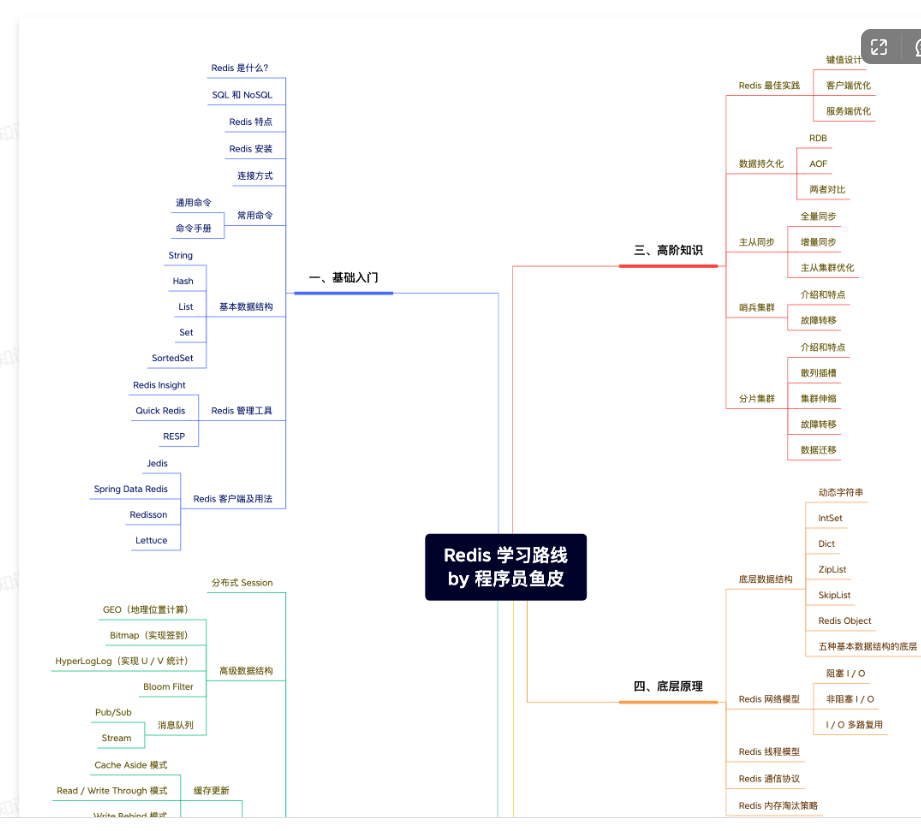 Redis 学习路线
by 程序员鱼皮
一、基础入门
Redis 是什么?
SQL 和 NoSQL
Redis 特点
Redis 安装
连接方式
常用命令
通用命令
命令手册
基本数据结构
String
Hash
List
Set
SortedSet
Redis 管理工具
Redis Insight
Quick Redis
RESP
Redis 客户端及用法
Jedis
Spring Data Redis
Redisson
Lettuce
分布式 Session
高级数据结构
GEO（地理位置计算）
Bitmap（实现签到）
HyperLogLog（实现 U / V 统计）
Bloom Filter
消息队列
Pub/Sub
Stream
缓存更新
Cache Aside 模式
Read / Write Through 模式
Write Behind 模式
三、高阶知识
Redis 最佳实践
键值设计
客户端优化
服务端优化
数据持久化
RDB
AOF
两者对比
主从同步
全量同步
增量同步
主从集群优化
哨兵集群
介绍和特点
故障转移
分片集群
介绍和特点
散列插槽
集群伸缩
故障转移
数据迁移
四、底层原理
底层数据结构
动态字符串
IntSet
Dict
ZipList
SkipList
Redis Object
五种基本数据结构的底层
Redis 网络模型
阻塞 I / O
非阻塞 I / O
I / O 多路复用
Redis 线程模型
Redis 通信协议
Redis 内存淘汰策略